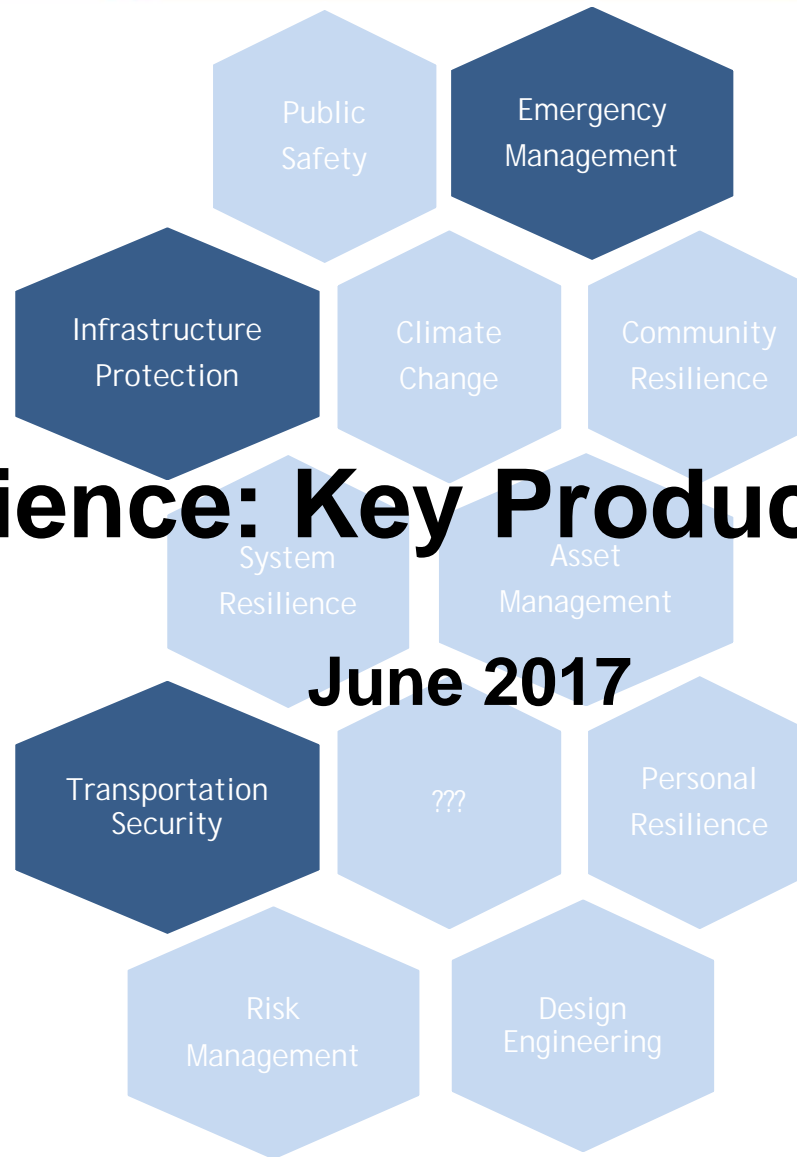 Public
Safety
Emergency
Management
Infrastructure
Protection
Climate
Change
Community
Resilience
ience: Key Produc
System
Resilience
Asset
Management
June 2017
Transportation
Security
???
Personal
Resilience
Risk
Management
Design
Engineering